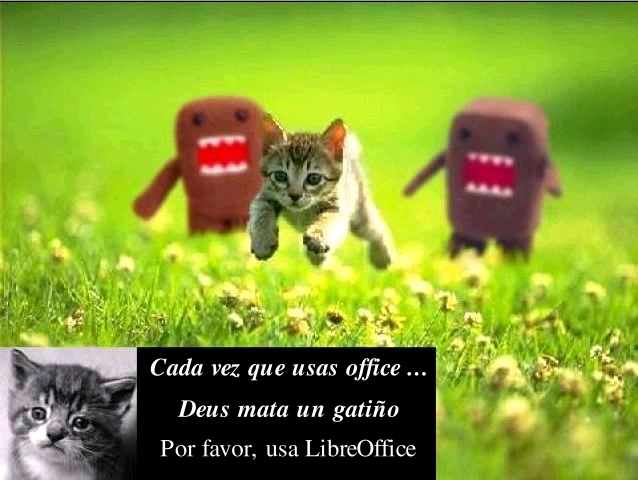 Cada vez que usas office ...
Deus mata un gatiño
Por favor, usa LibreOffice